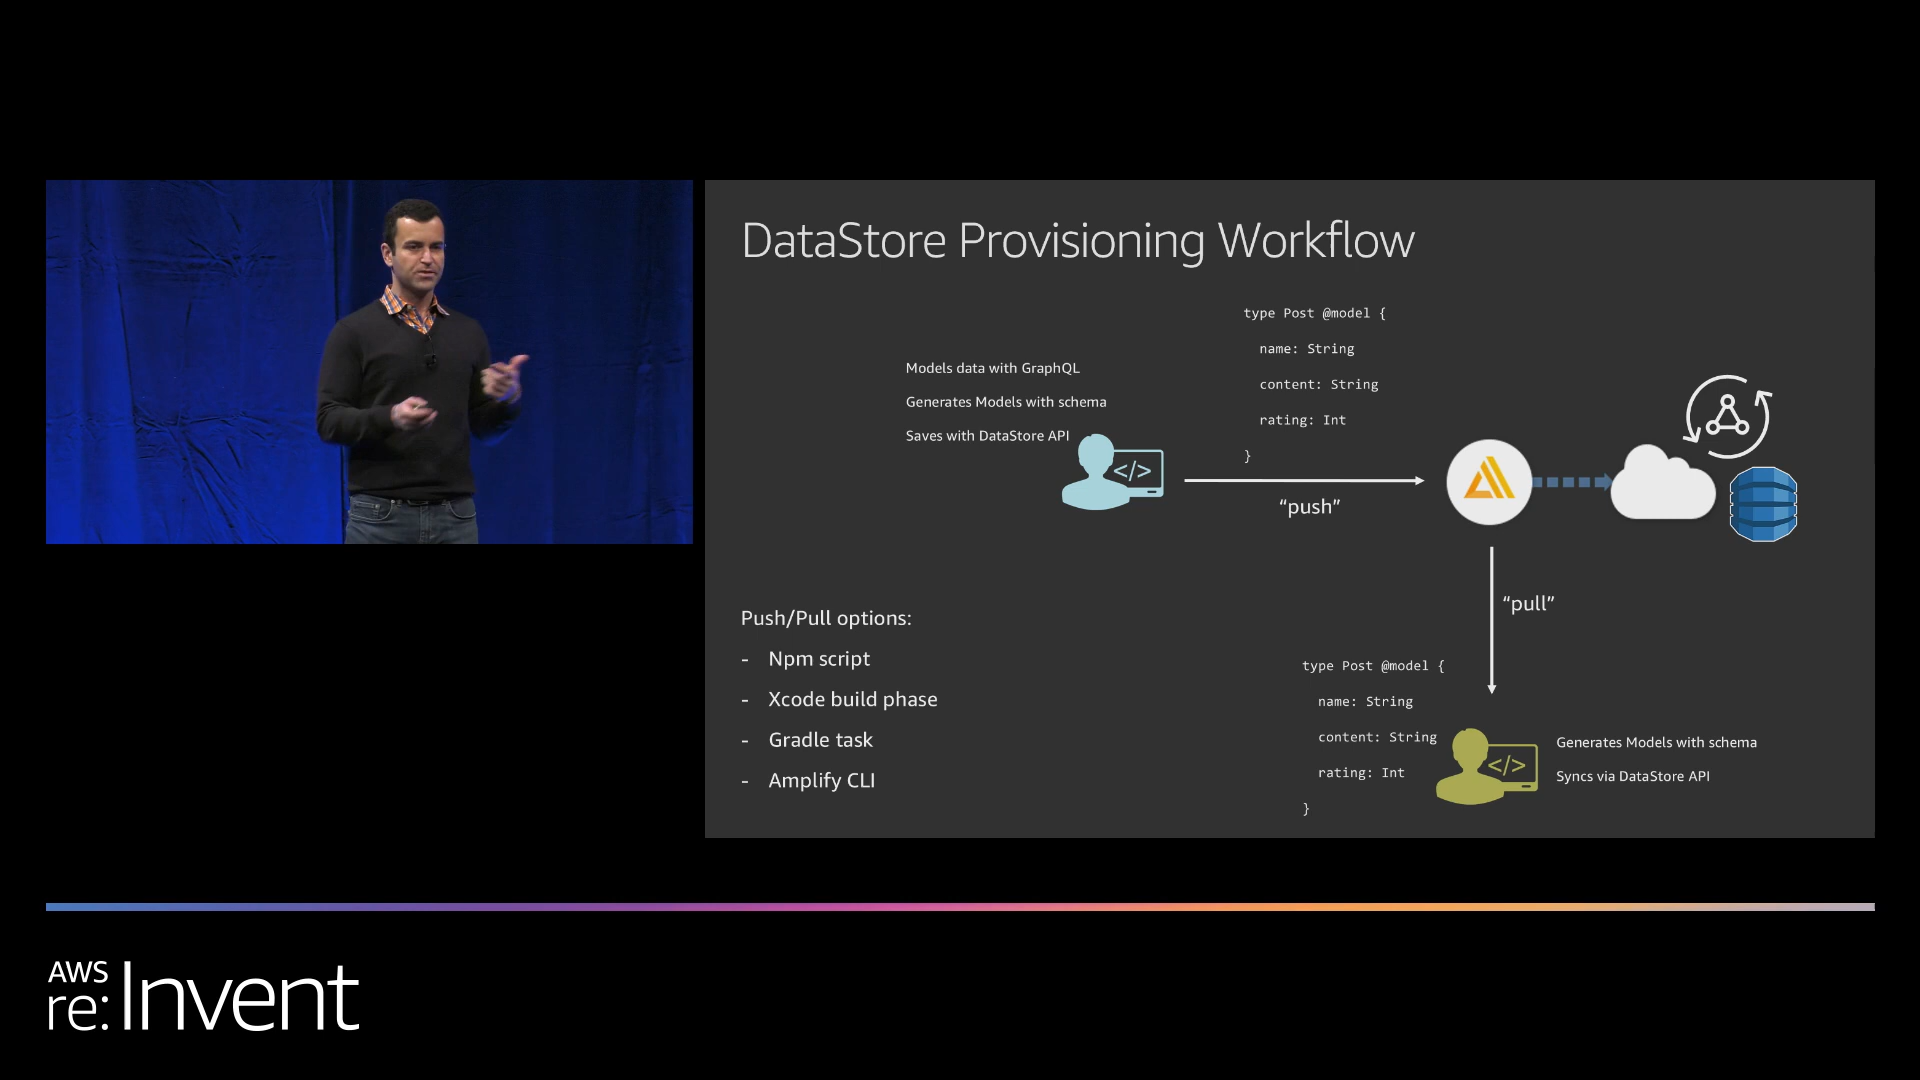 DataStore Provisioning Workflow
type Post @model {
name: String
content: String
rating: Int
}
Models data with GraphQL
Generates Models with schema
Saves with DataStore API
</>
“push”
“pull”
Push/Pull options:
- Npm script
- Xcode build phase
- Gradle task
- Amplify CLI
type Post @model {
name: String
content: String
rating: Int
}
</>
Generates Models with schema
Syncs via DataStore API
AWS
re:Invent